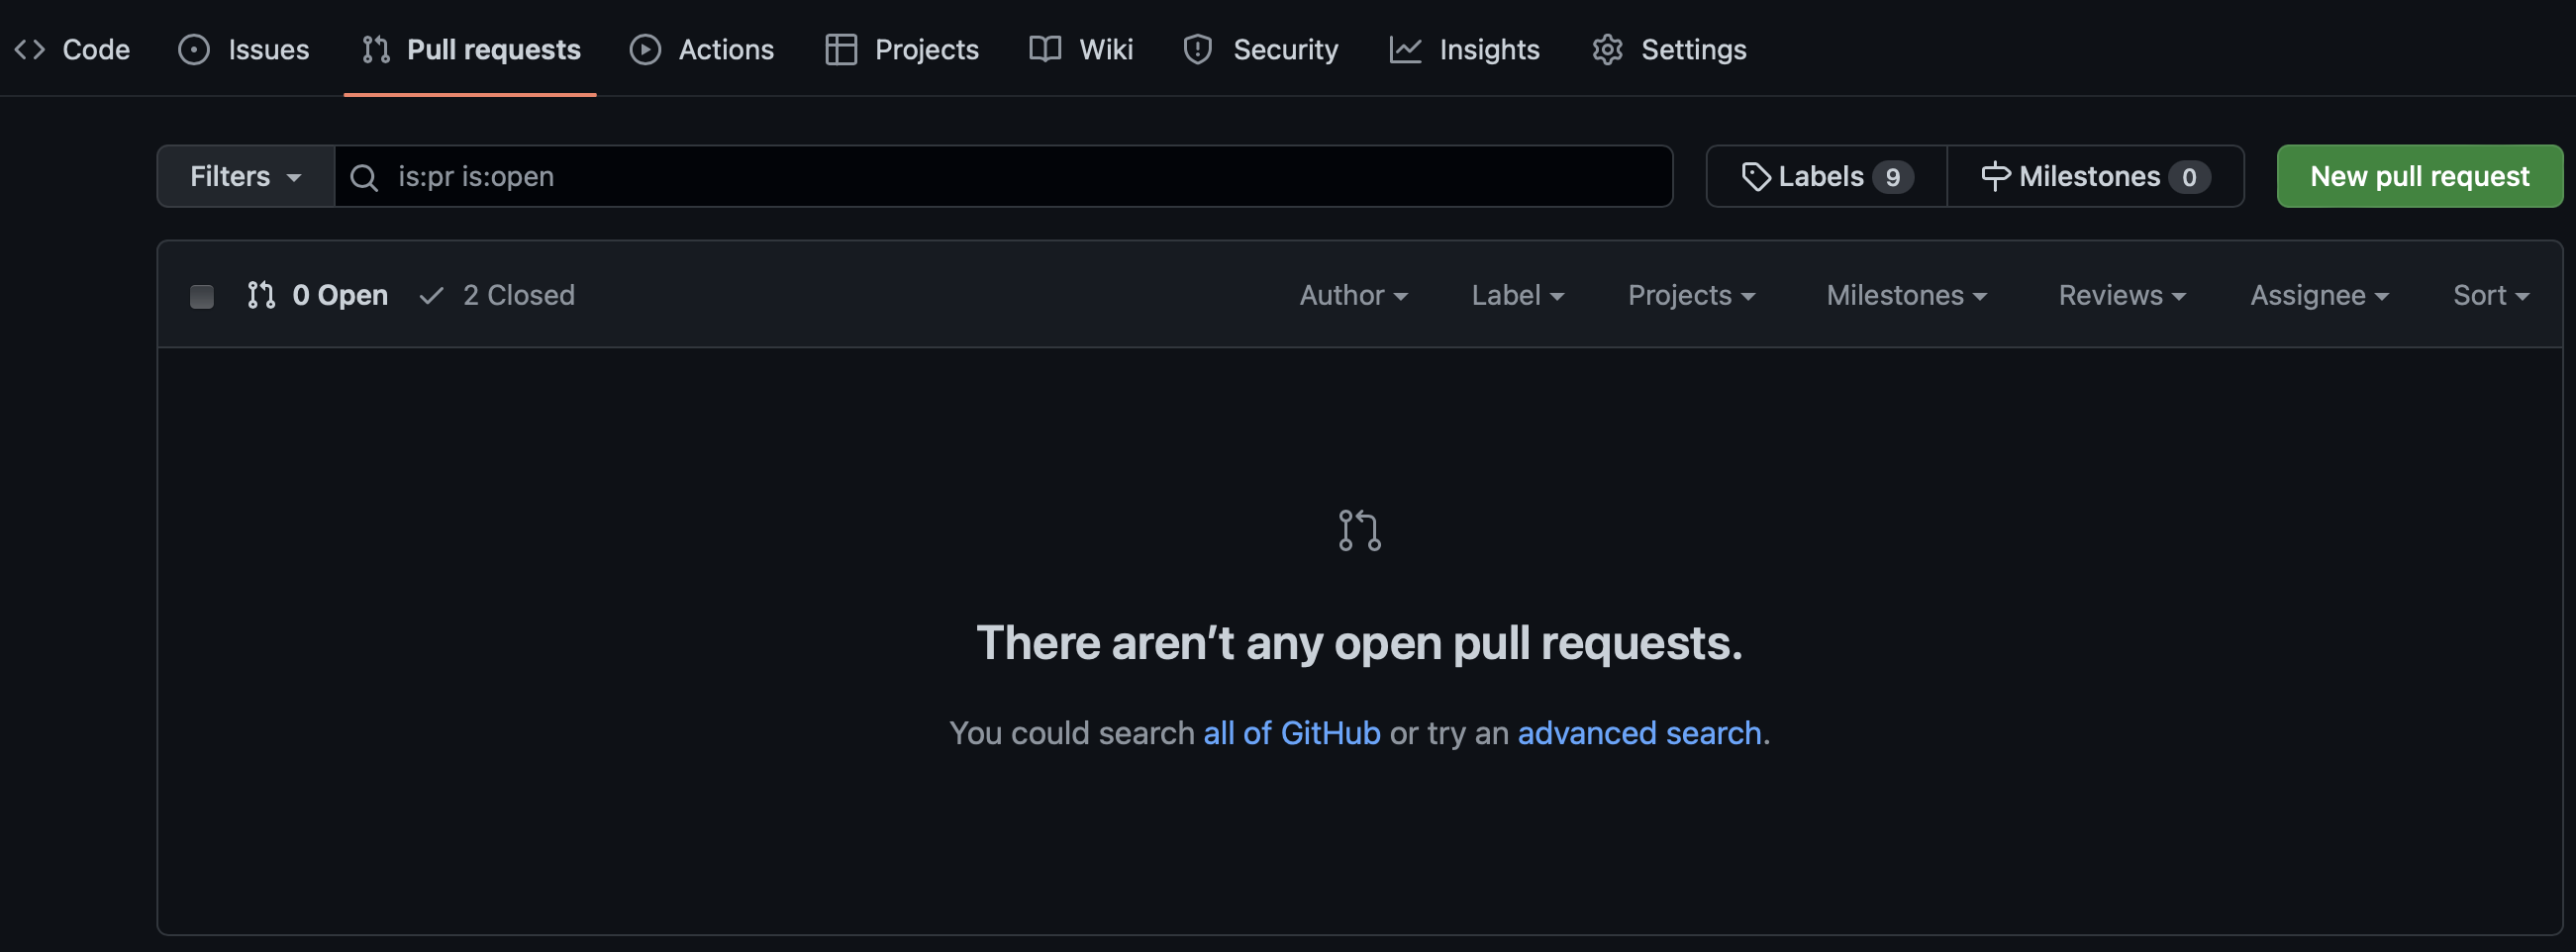 Code Issues Pull requests Actions Projects Wiki Security Insights Settings
Filters is:pr is:open Labels 9 Milestones 0 New pull request
0 Open 2 Closed Author Label Projects Milestones Reviews Assignee Sort
There aren’t any open pull requests.
You could search all of GitHub or try an advanced search.